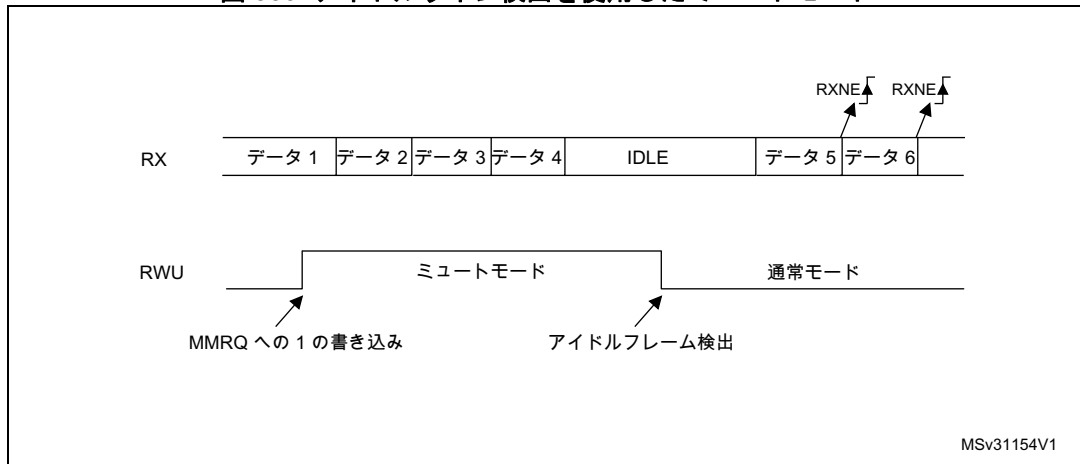 RXNE RXNE
RX データ 1 データ 2 データ 3 データ 4 IDLE データ 5 データ 6
RWU ミュートモード 通常モード
MMRQ への 1 の書き込み アイドルフレーム検出
MSv31154V1